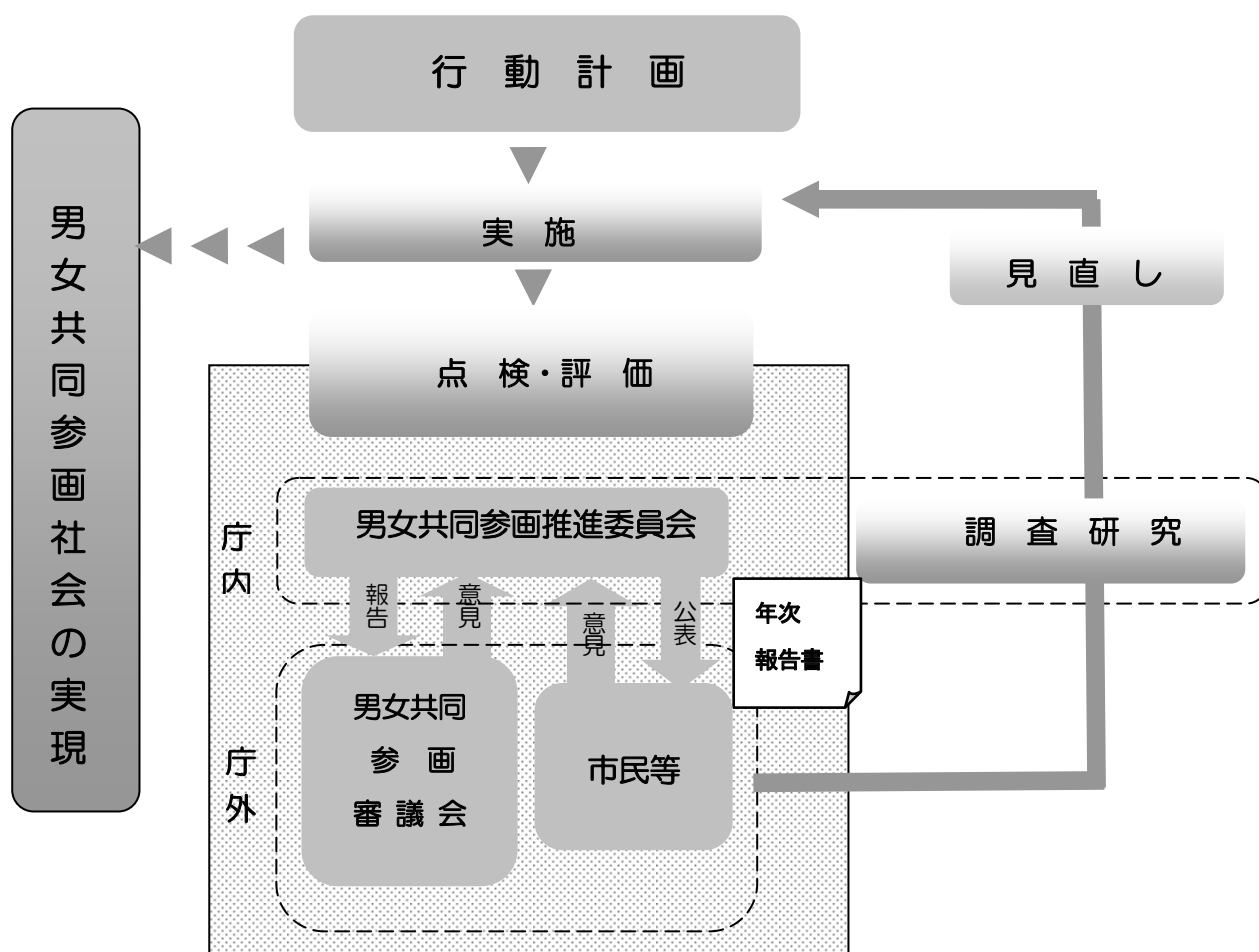 行動計画
実施
見直し
男女共同参画社会の実現
点検・評価
庁内
男女共同参画推進委員会
調査研究
報告
意見
意見
公表
年次
報告書
庁外
男女共同
参画
審議会
市民等